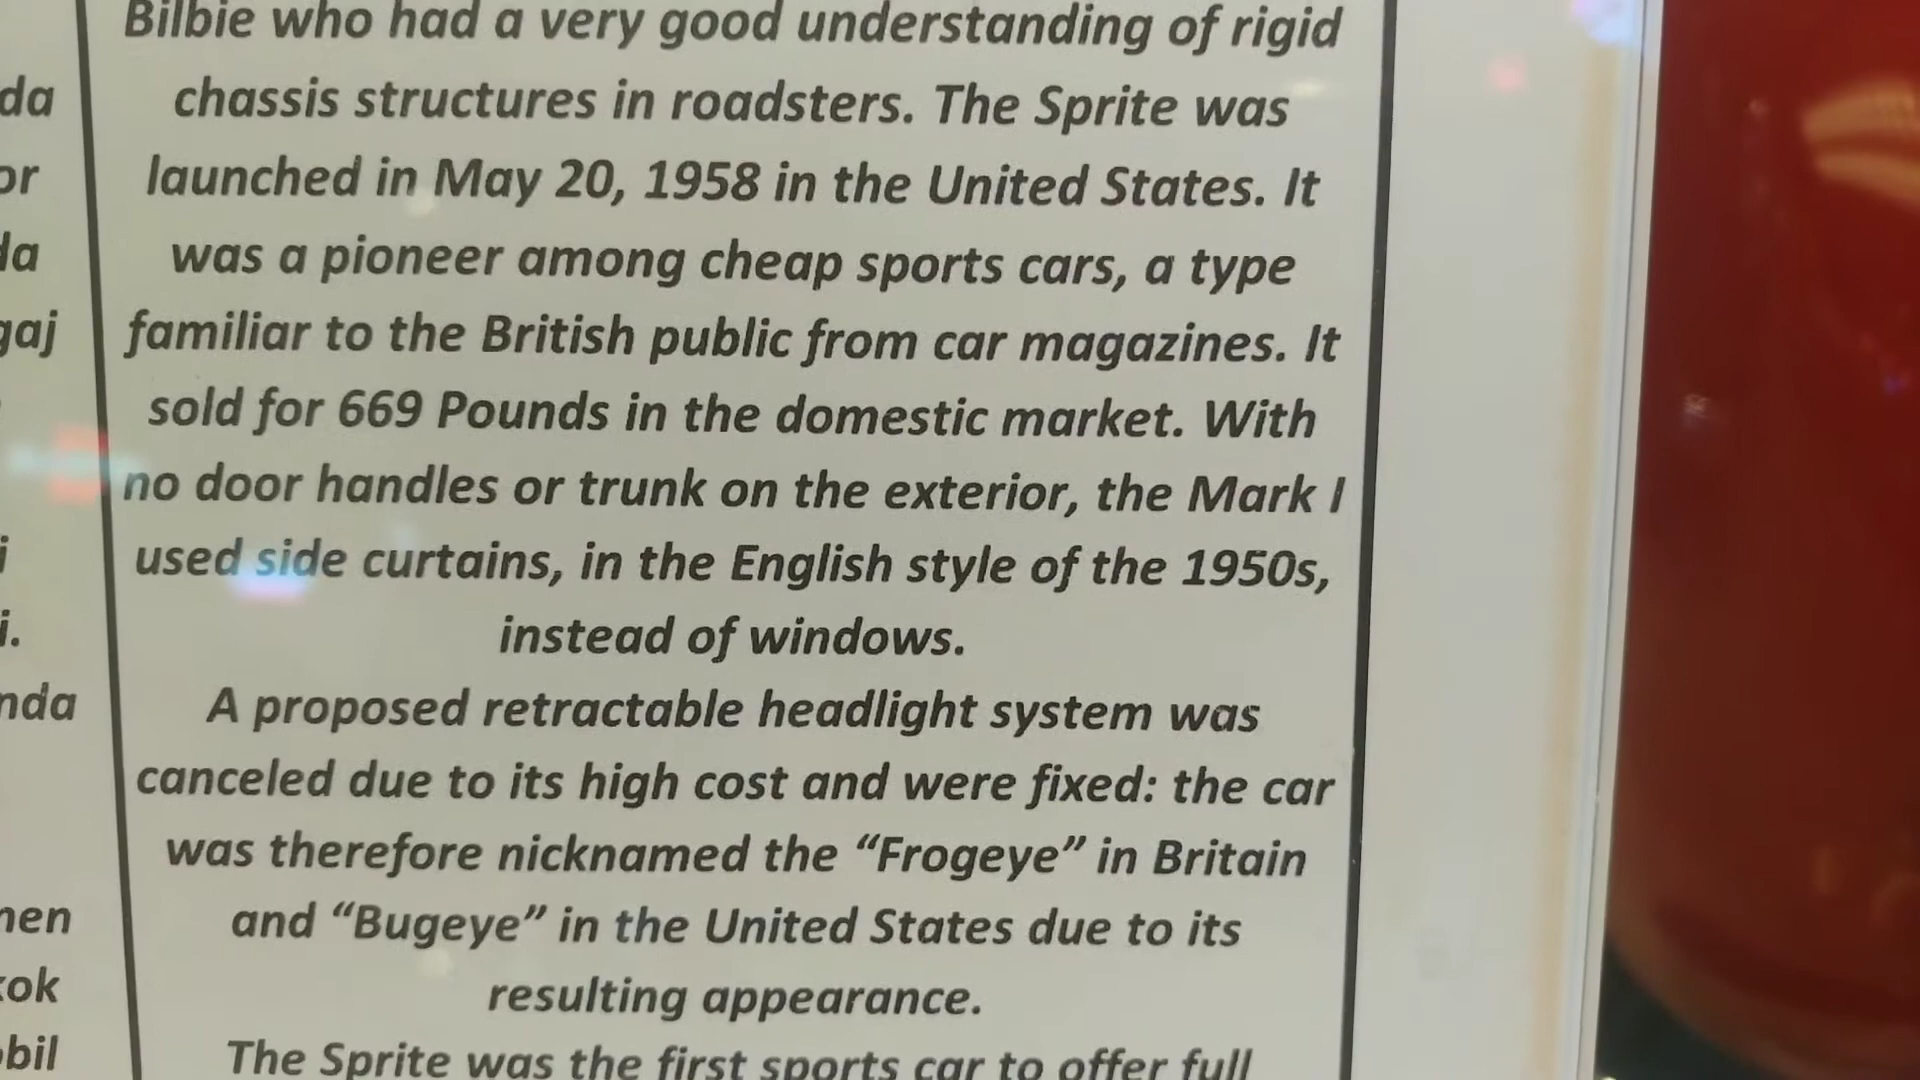 Bilbie who had a very good understanding of rigid
chassis structures in roadsters. The Sprite was
launched in May 20, 1958 in the United States. It
was a pioneer among cheap sports cars, a type
familiar to the British public from car magazines. It
sold for 669 Pounds in the domestic market. With
no door handles or trunk on the exterior, the Mark I
used side curtains, in the English style of the 1950s,
instead of windows.
A proposed retractable headlight system was
canceled due to its high cost and were fixed: the car
was therefore nicknamed the “Frogeye” in Britain
and “Bugeye” in the United States due to its
resulting appearance.
The Sprite was the first sports car to offer full